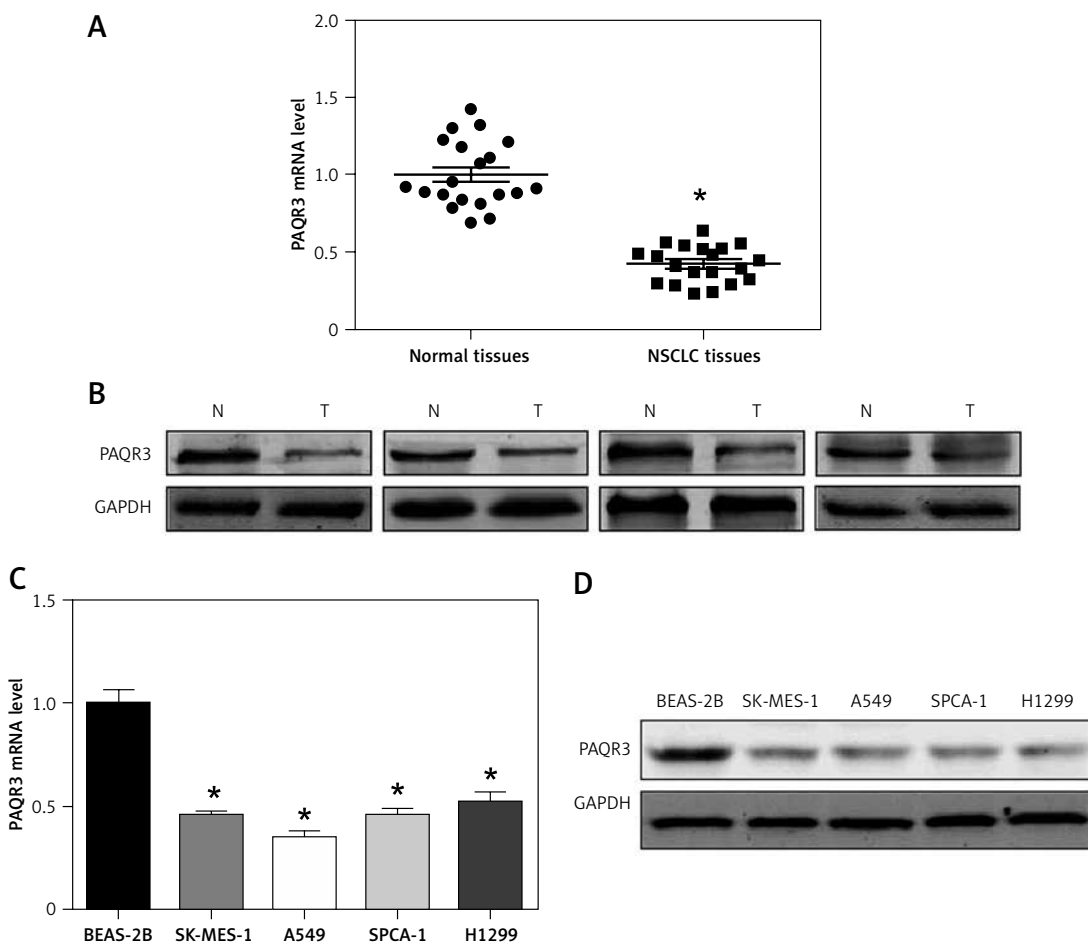 A
PAQR3 mRNA level
2.0
1.5
1.0
0.5
0
*
Normal tissues NSCLC tissues
B
N T N T N T N T
PAQR3
GAPDH
C
PAQR3 mRNA level
1.5
1.0
0.5
0
* * * *
BEAS-2B SK-MES-1 A549 SPCA-1 H1299
D
BEAS-2B SK-MES-1 A549 SPCA-1 H1299
PAQR3
GAPDH